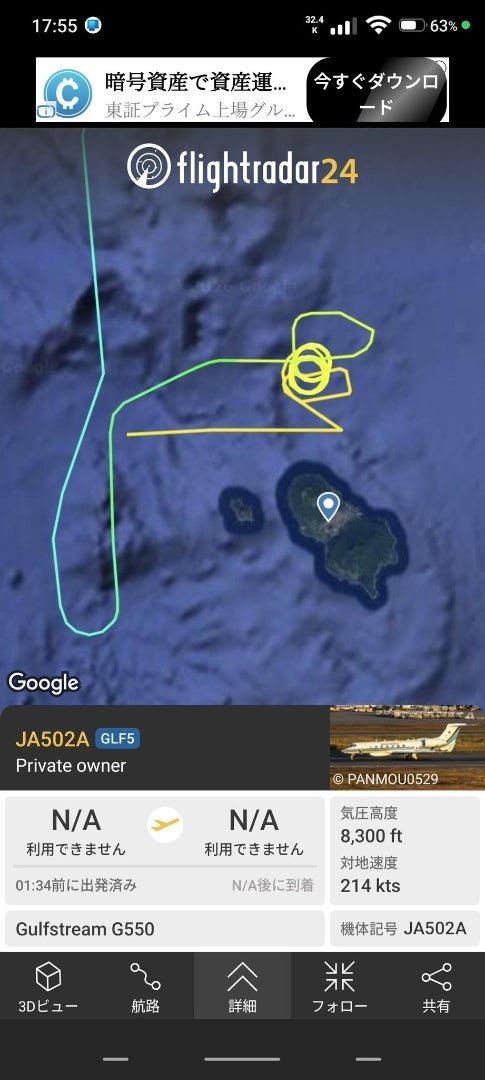 17:55
32.4
K
63%
暗号資産で資産運...
東証プライム上場グル...
今すぐダウンロ
ード
flightradar24
Google
JA502A GLF5
Private owner
© PANMOU0529
N/A
利用できません
N/A
利用できません
01:34前に出発済み
N/A後に到着
気圧高度
8,300 ft
対地速度
214 kts
Gulfstream G550
機体記号 JA502A
3Dビュー
航路
詳細
フォロー
共有